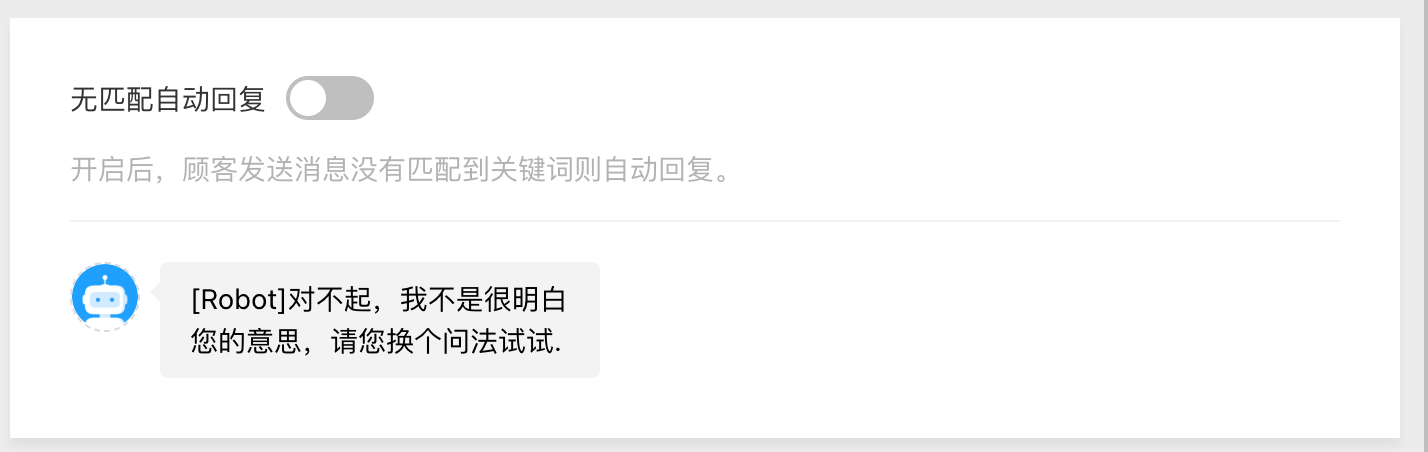 无匹配自动回复
开启后，顾客发送消息没有匹配到关键词则自动回复。
[Robot]对不起，我不是很明白
您的意思，请您换个问法试试.